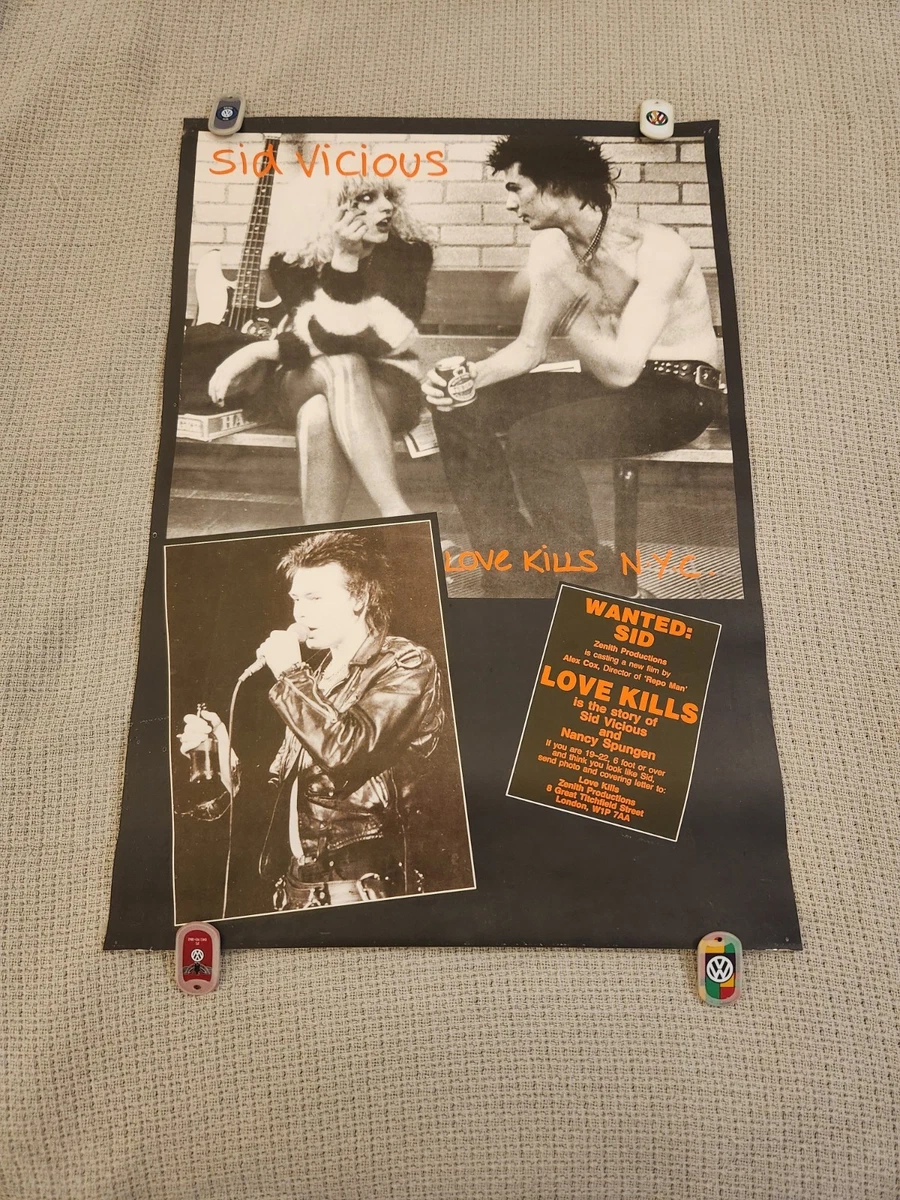 Sid Vicious
HA
LOVE KILLS N.Y.C.
WANTED:
SID
Zenith Productions
is casting a new film by
Alex Cox, Director of 'Repo Man'
LOVE KILLS
is the story of
Sid Vicious
and
Nancy Spungen
If you are 19–22, 6 foot or over
and think you look like Sid,
send photo and covering letter to:
Love Kills
Zenith Productions
8 Great Titchfield Street
London, W1P 7AA